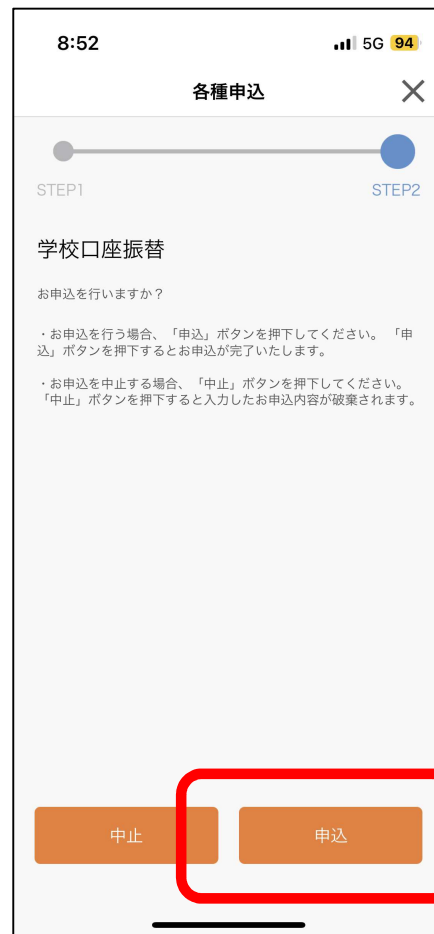 8:52
5G 94
各種申込
STEP1
STEP2
学校口座振替
お申込を行いますか？
・お申込を行う場合、「申込」ボタンを押下してください。 「申
込」ボタンを押下するとお申込が完了いたします。
・お申込を中止する場合、「中止」ボタンを押下してください。
「中止」ボタンを押下すると入力したお申込内容が破棄されます。
中止
申込